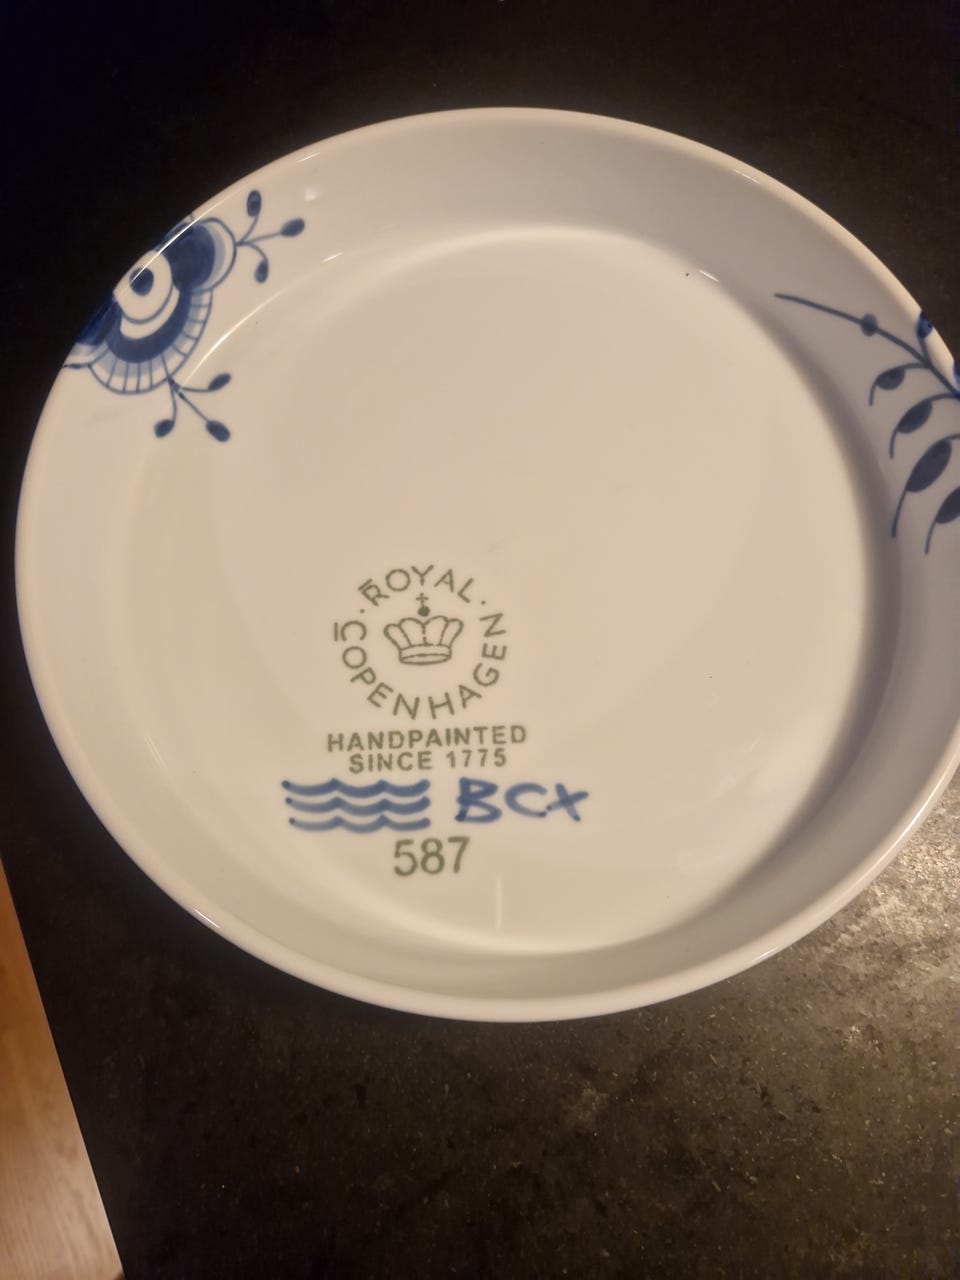 ROYAL
COPENHAGEN
HANDPAINTED
SINCE 1775
BCX
587